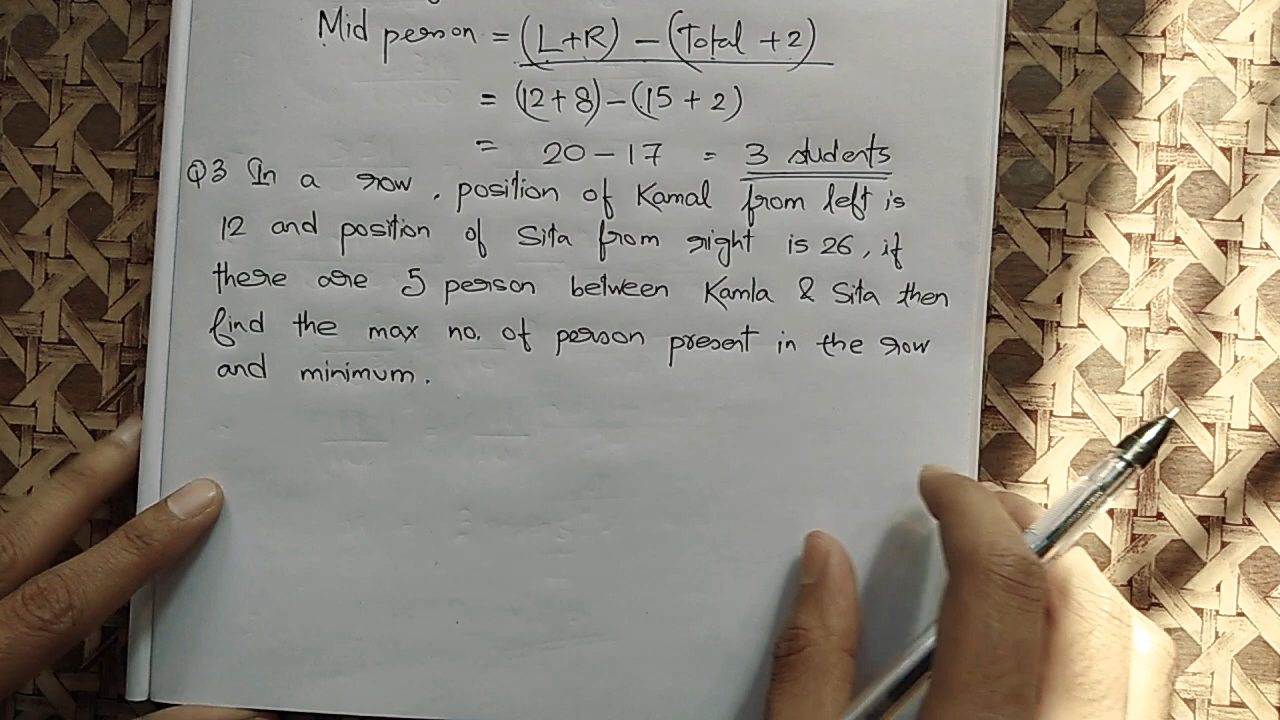 Mid person = (L+R) - (Total +2)
= (12+8)-(15+2)
= 20-17 = 3 students
Q3 In a row, position of Kamal from left is
12 and position of Sita from right is 26, if
there are 5 person between Kamla & Sita then
find the max no. of person present in the row
and minimum.